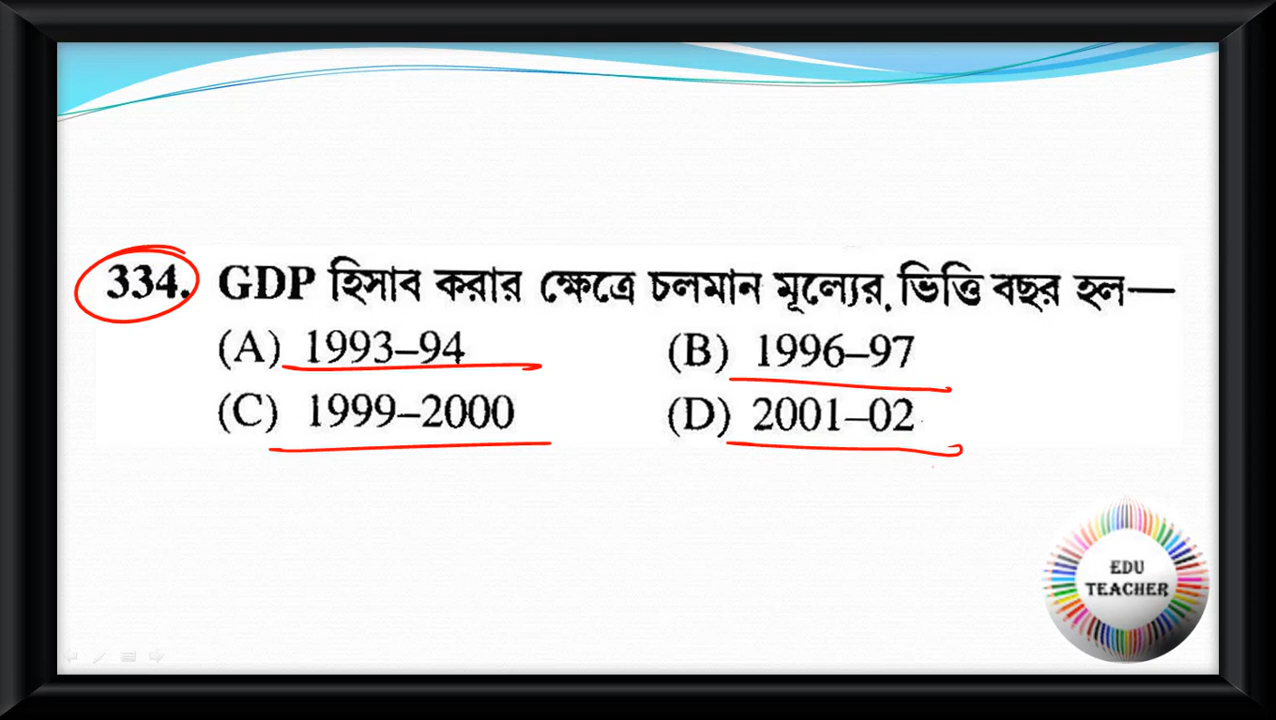 334. GDP হিসাব করার ক্ষেত্রে চলমান মূল্যের ভিত্তি বছর হল—
(A) 1993–94 (B) 1996–97
(C) 1999–2000 (D) 2001–02
EDU
TEACHER